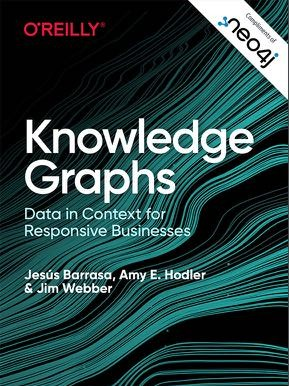 O'REILLY®
Compliments of
neo4j
Knowledge
Graphs
Data in Context for
Responsive Businesses
Jesús Barrasa, Amy E. Hodler
& Jim Webber